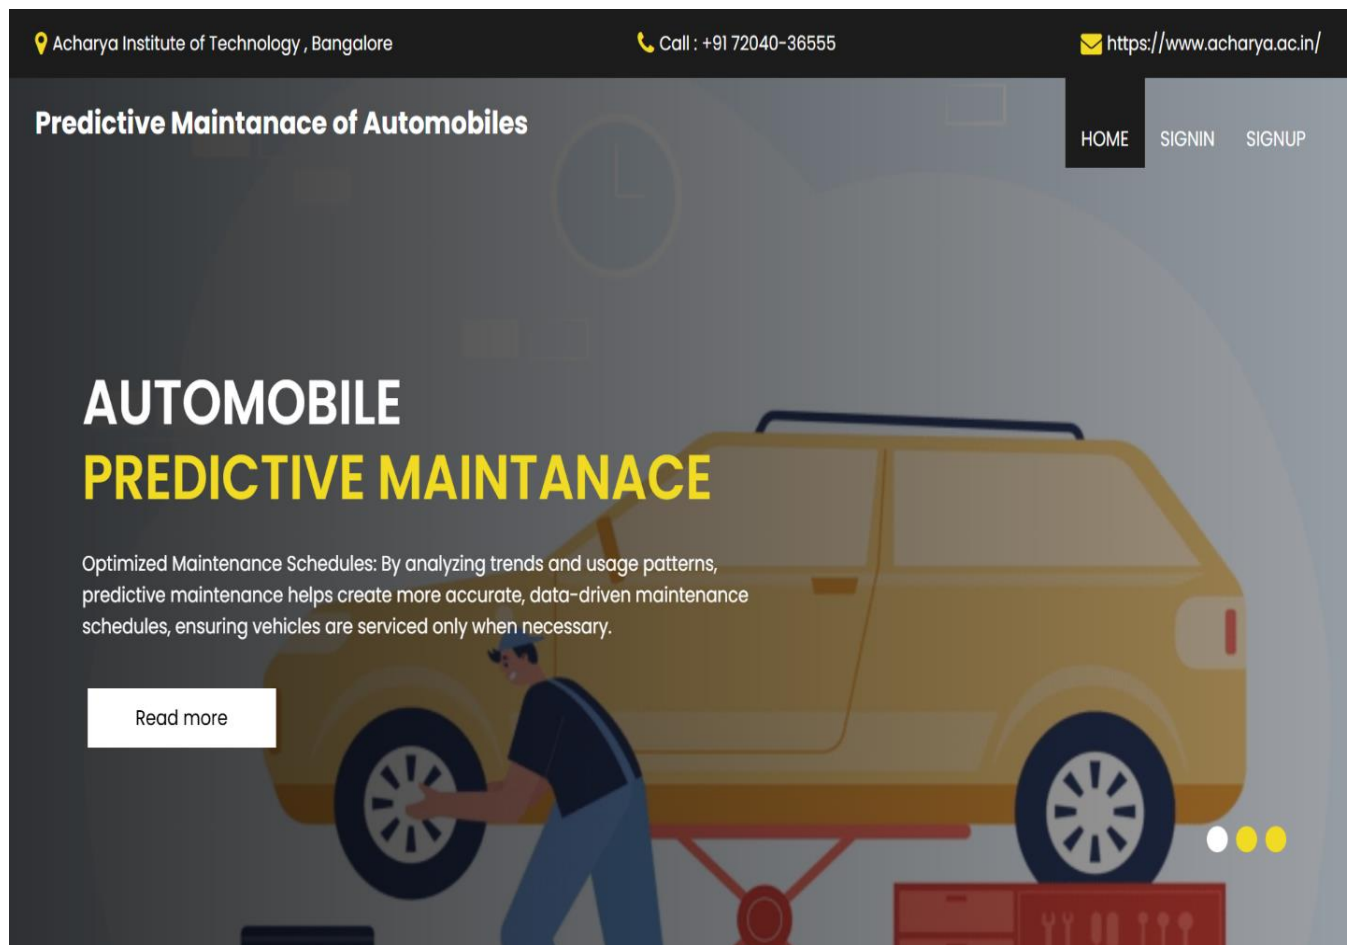 Acharya Institute of Technology , Bangalore
Call : +91 72040-36555
https://www.acharya.ac.in/
Predictive Maintanace of Automobiles
HOME
SIGNIN
SIGNUP
AUTOMOBILE
PREDICTIVE MAINTANACE
Optimized Maintenance Schedules: By analyzing trends and usage patterns,
predictive maintenance helps create more accurate, data-driven maintenance
schedules, ensuring vehicles are serviced only when necessary.
Read more